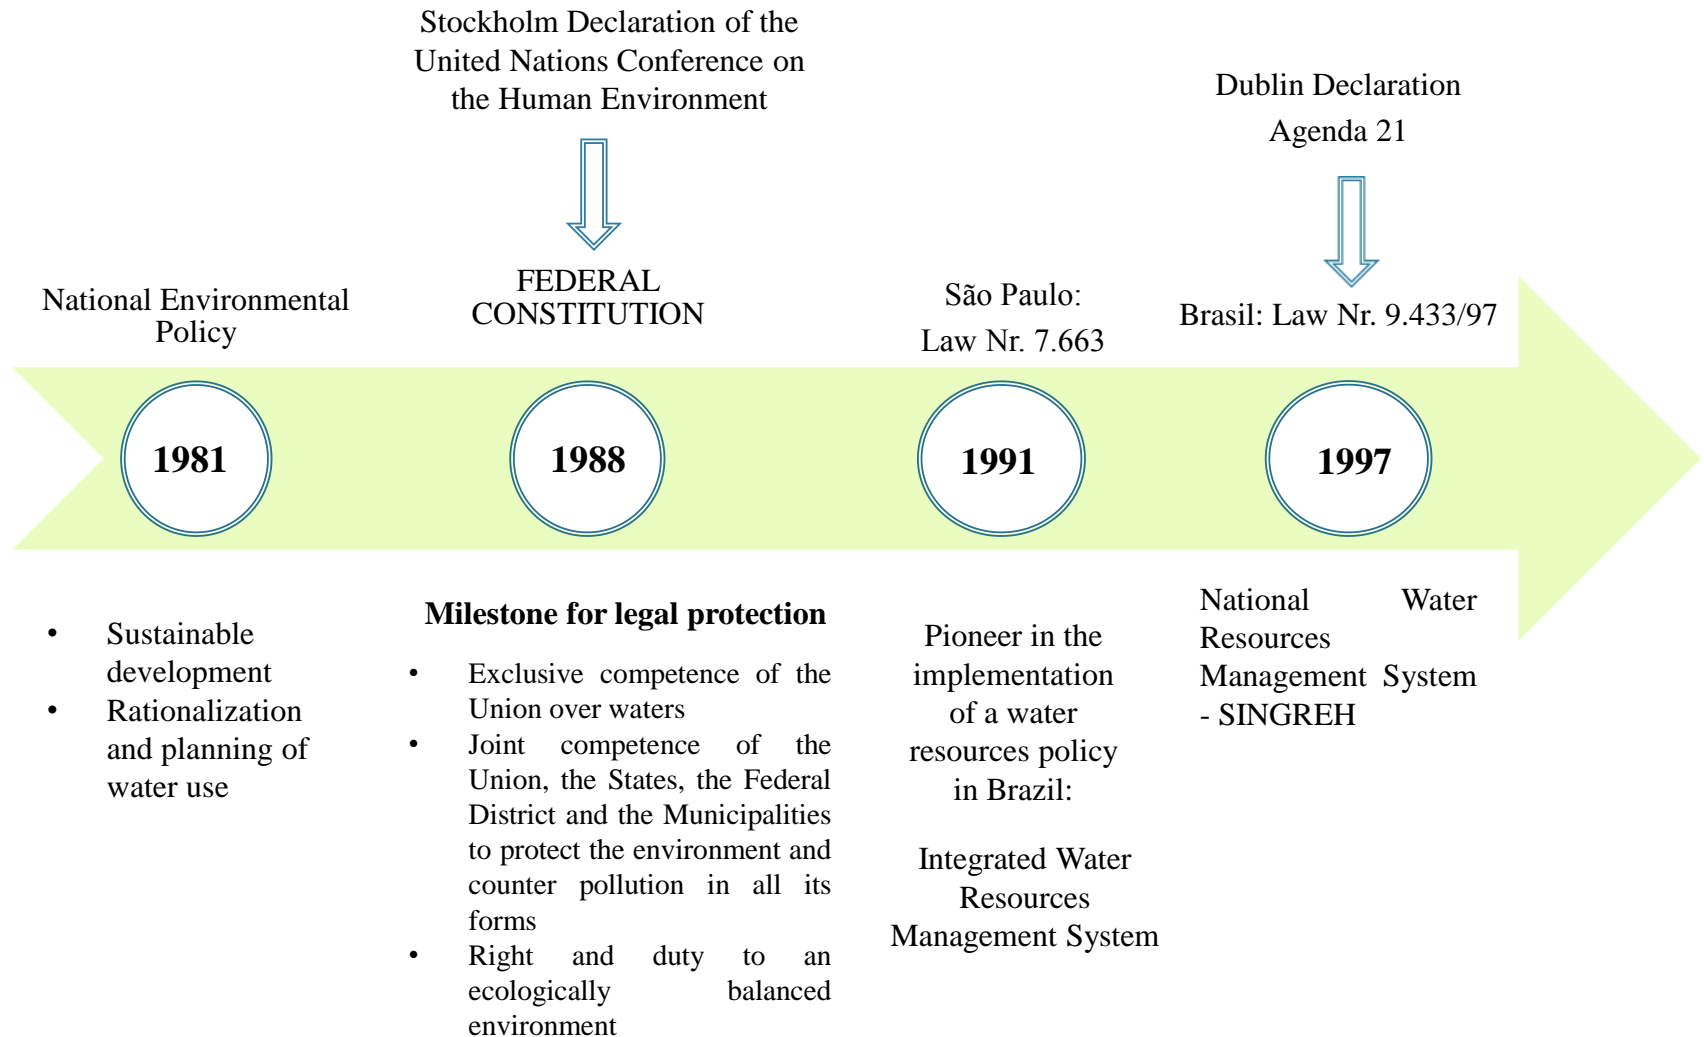 Stockholm Declaration of the
United Nations Conference on
the Human Environment
Dublin Declaration
Agenda 21
National Environmental
Policy
FEDERAL
CONSTITUTION
São Paulo:
Law Nr. 7.663
Brasil: Law Nr. 9.433/97
1981
1988
1991
1997
• Sustainable
development
• Rationalization
and planning of
water use
Milestone for legal protection
• Exclusive competence of the
Union over waters
• Joint competence of the
Union, the States, the Federal
District and the Municipalities
to protect the environment and
counter pollution in all its
forms
• Right and duty to an
ecologically balanced
environment
Pioneer in the
implementation
of a water
resources policy
in Brazil:
Integrated Water
Resources
Management System
National Water
Resources
Management System
- SINGREH